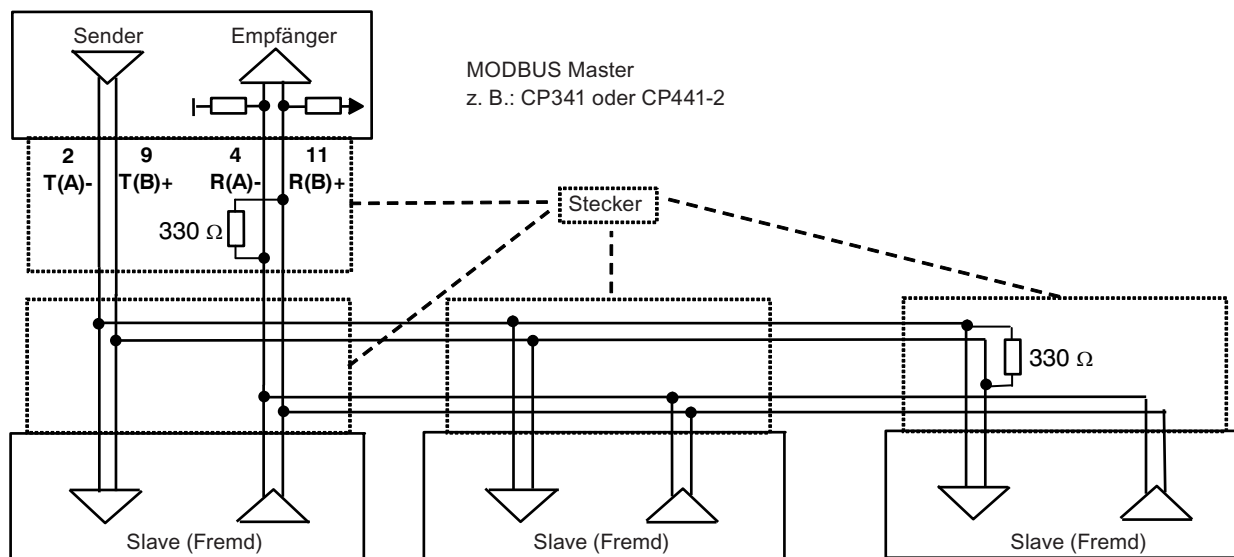 Sender Empfänger
MODBUS Master
z. B.: CP341 oder CP441-2
2 9 4 11
T(A)- T(B)+ R(A)- R(B)+
Stecker
330 Ω
330 Ω
Slave (Fremd) Slave (Fremd) Slave (Fremd)